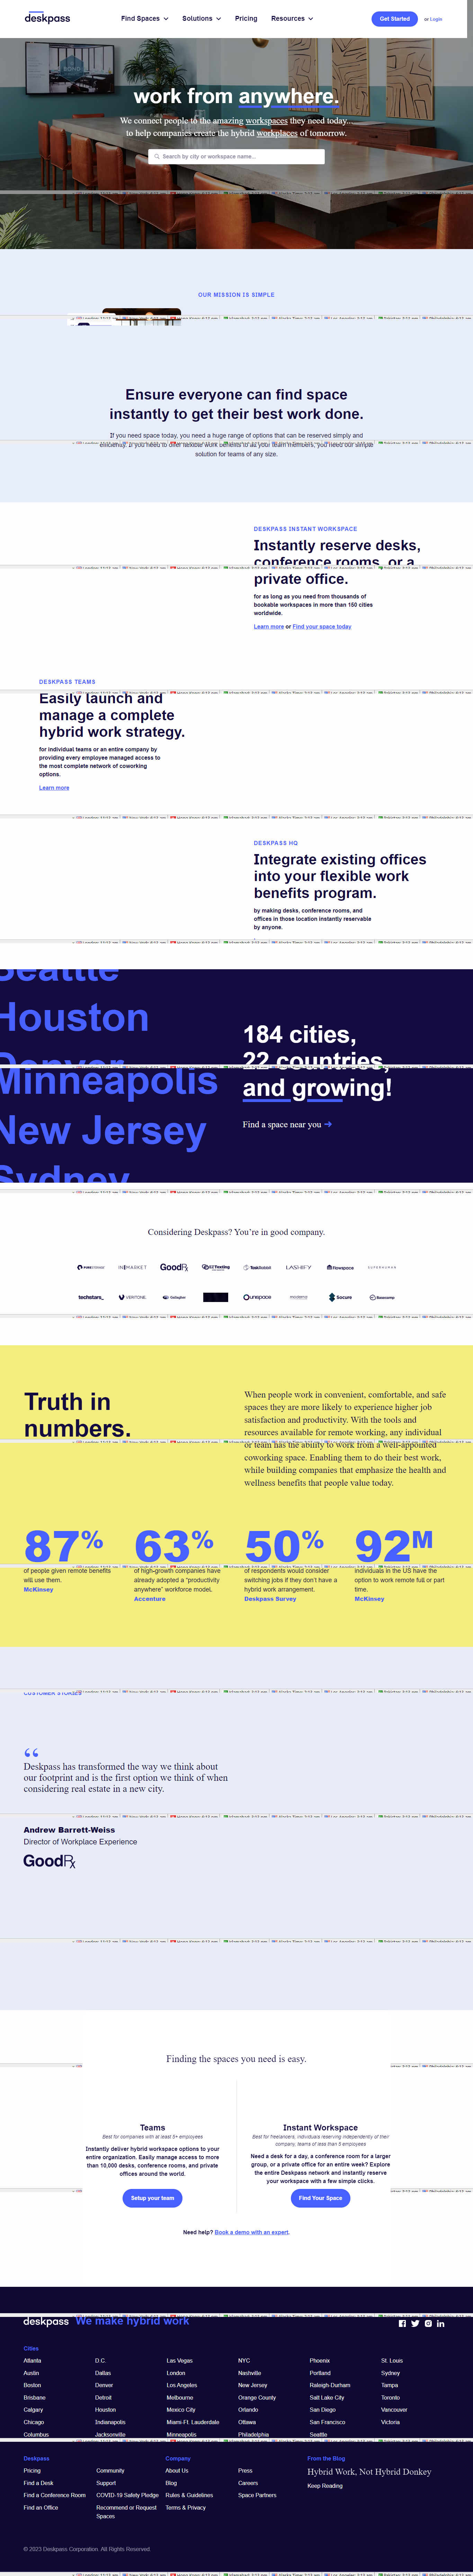 deskpass
Find Spaces Solutions Pricing Resources Get Started or Login
work from anywhere.
We connect people to the amazing workspaces they need today...
to help companies create the hybrid workplaces of tomorrow.
Search by city or workspace name...
OUR MISSION IS SIMPLE
Ensure everyone can find space
instantly to get their best work done.
If you need space today, you need a huge range of options that can be reserved simply and
efficiently. If you need to offer flexible work benefits to all your team members, you need our simple
solution for teams of any size.
DESKPASS INSTANT WORKSPACE
Instantly reserve desks,
conference rooms, or a
private office.
for as long as you need from thousands of
bookable workspaces in more than 150 cities
worldwide.
Learn more or Find your space today
DESKPASS TEAMS
Easily launch and
manage a complete
hybrid work strategy.
for individual teams or an entire company by
providing every employee managed access to
the most complete network of coworking
options.
Learn more
DESKPASS HQ
Integrate existing offices
into your flexible work
benefits program.
by making desks, conference rooms, and
offices in those location instantly reservable
by anyone.
Seattle
Houston
Denver
Minneapolis
New Jersey
Sydney
184 cities,
22 countries,
and growing!
Find a space near you
Considering Deskpass? You're in good company.
PURESTREAM INMARKET GoodRx EZTexting TaskRabbit LASHIFY Flowspace SUPERHUMAN
techstars_ VERITONE Gallagher unspace moderne Socure Basecamp
Truth in
numbers.
When people work in convenient, comfortable, and safe
spaces they are more likely to experience higher job
satisfaction and productivity. With the tools and
resources available for remote working, any individual
or team has the ability to work from a well-appointed
coworking space. Enabling them to do their best work,
while building companies that emphasize the health and
wellness benefits that people value today.
87% 63% 50% 92M
of people given remote benefits
will use them.
McKinsey
of high-growth companies have
already adopted a “productivity
anywhere” workforce model.
Accenture
of respondents would consider
switching jobs if they don't have a
hybrid work arrangement.
Deskpass Survey
individuals in the US have the
option to work remote full or part
time.
McKinsey
CUSTOMER STORIES
“
Deskpass has transformed the way we think about
our footprint and is the first option we think of when
considering real estate in a new city.
Andrew Barrett-Weiss
Director of Workplace Experience
GoodRx
Finding the spaces you need is easy.
Teams
Best for companies with at least 5+ employees
Instantly deliver hybrid workspace options to your
entire organization. Easily manage access to more
than 10,000 desks, conference rooms, and private
offices around the world.
Setup your team
Instant Workspace
Best for freelancers, individuals reserving independently of their
company, teams of less than 5 employees
Need a desk for a day, a conference room for a larger
group, or a private office for an entire week? Explore
the entire Deskpass network and instantly reserve
your workspace with a few simple clicks.
Find Your Space
Need help? Book a demo with an expert.
deskpass We make hybrid work
Cities
Atlanta D.C. Las Vegas NYC Phoenix St. Louis
Austin Dallas London Nashville Portland Sydney
Boston Denver Los Angeles New Jersey Raleigh-Durham Tampa
Brisbane Detroit Melbourne Orange County Salt Lake City Toronto
Calgary Houston Mexico City Orlando San Diego Vancouver
Chicago Indianapolis Miami-Ft. Lauderdale Ottawa San Francisco Victoria
Columbus Jacksonville Minneapolis Philadelphia Seattle
Deskpass Company From the Blog
Pricing Community About Us Press Hybrid Work, Not Hybrid Donkey
Find a Desk Support Blog Careers Keep Reading
Find a Conference Room COVID-19 Safety Pledge Rules & Guidelines Space Partners
Find an Office Recommend or Request
Spaces Terms & Privacy
© 2023 Deskpass Corporation. All Rights Reserved.